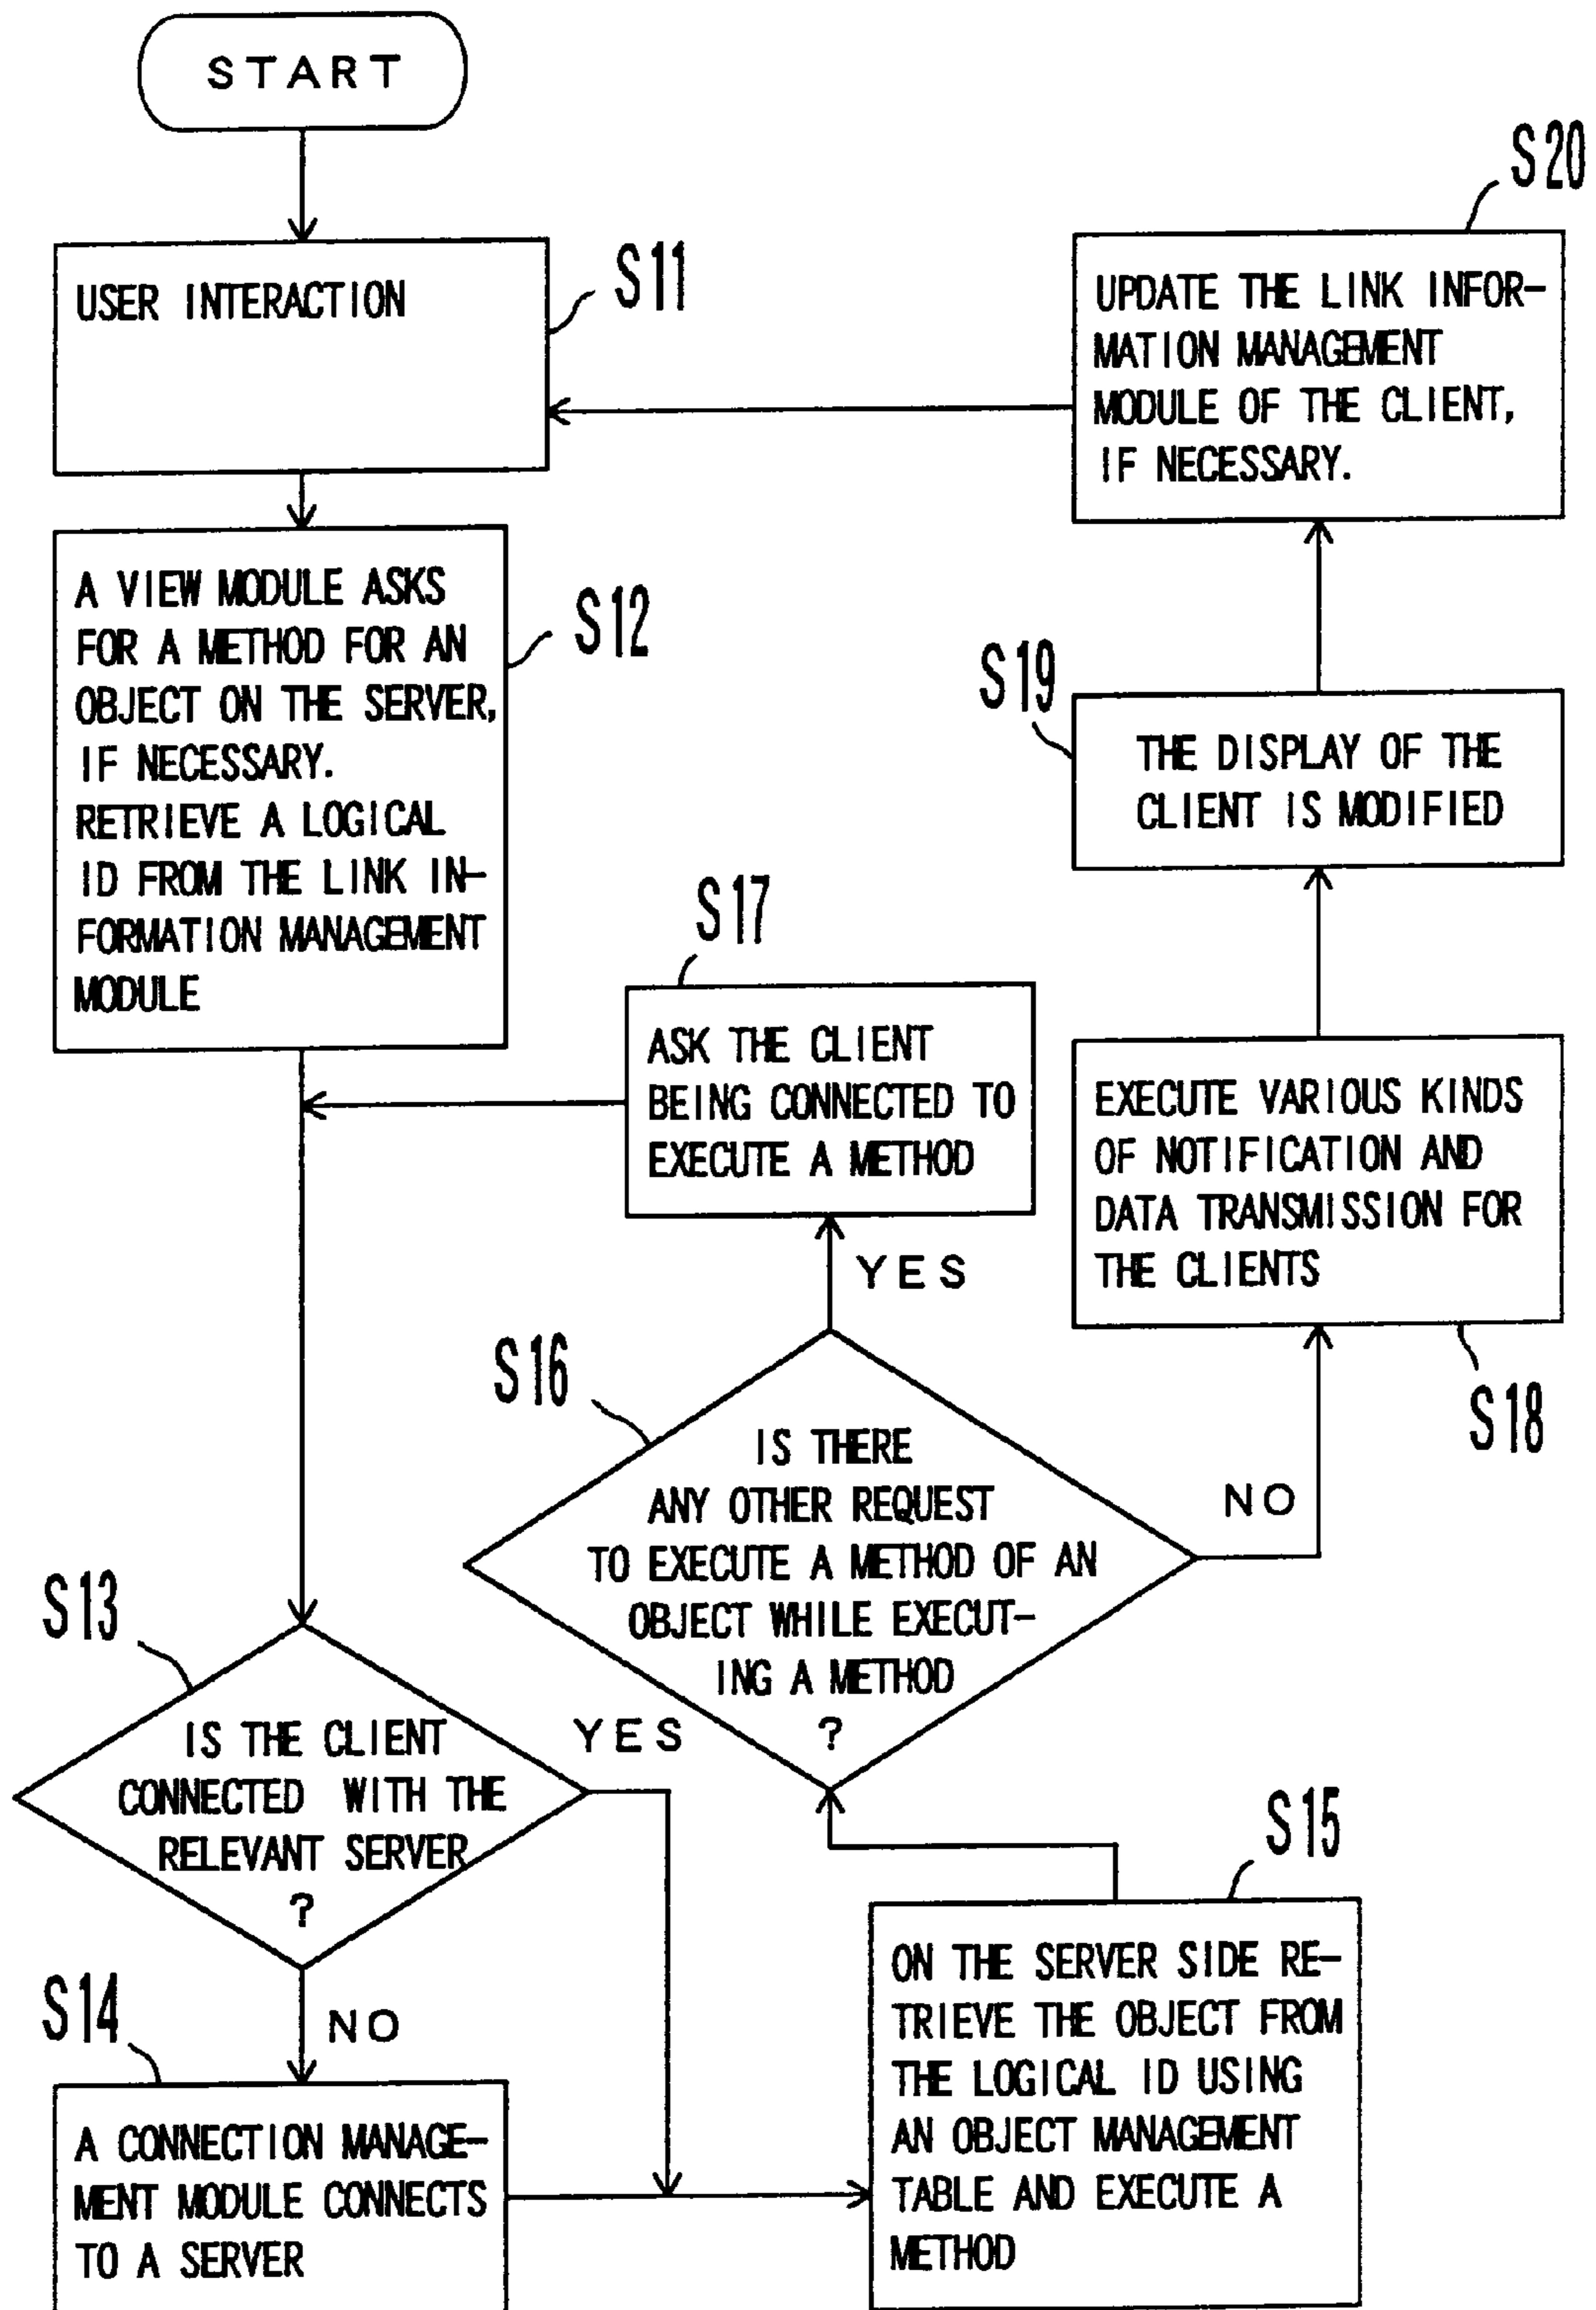 START
S11
USER INTERACTION
S12
A VIEW MODULE ASKS
FOR A METHOD FOR AN
OBJECT ON THE SERVER,
IF NECESSARY.
RETRIEVE A LOGICAL
ID FROM THE LINK IN-
FORMATION MANAGEMENT
MODULE
S13
IS THE CLIENT
CONNECTED WITH THE
RELEVANT SERVER
?
YES
NO
S14
A CONNECTION MANAGE-
MENT MODULE CONNECTS
TO A SERVER
S15
ON THE SERVER SIDE RE-
TRIEVE THE OBJECT FROM
THE LOGICAL ID USING
AN OBJECT MANAGEMENT
TABLE AND EXECUTE A
METHOD
S16
IS THERE
ANY OTHER REQUEST
TO EXECUTE A METHOD OF AN
OBJECT WHILE EXECUT-
ING A METHOD
?
YES
NO
S17
ASK THE CLIENT
BEING CONNECTED TO
EXECUTE A METHOD
S18
EXECUTE VARIOUS KINDS
OF NOTIFICATION AND
DATA TRANSMISSION FOR
THE CLIENTS
S19
THE DISPLAY OF THE
CLIENT IS MODIFIED
S20
UPDATE THE LINK INFOR-
MATION MANAGEMENT
MODULE OF THE CLIENT,
IF NECESSARY.